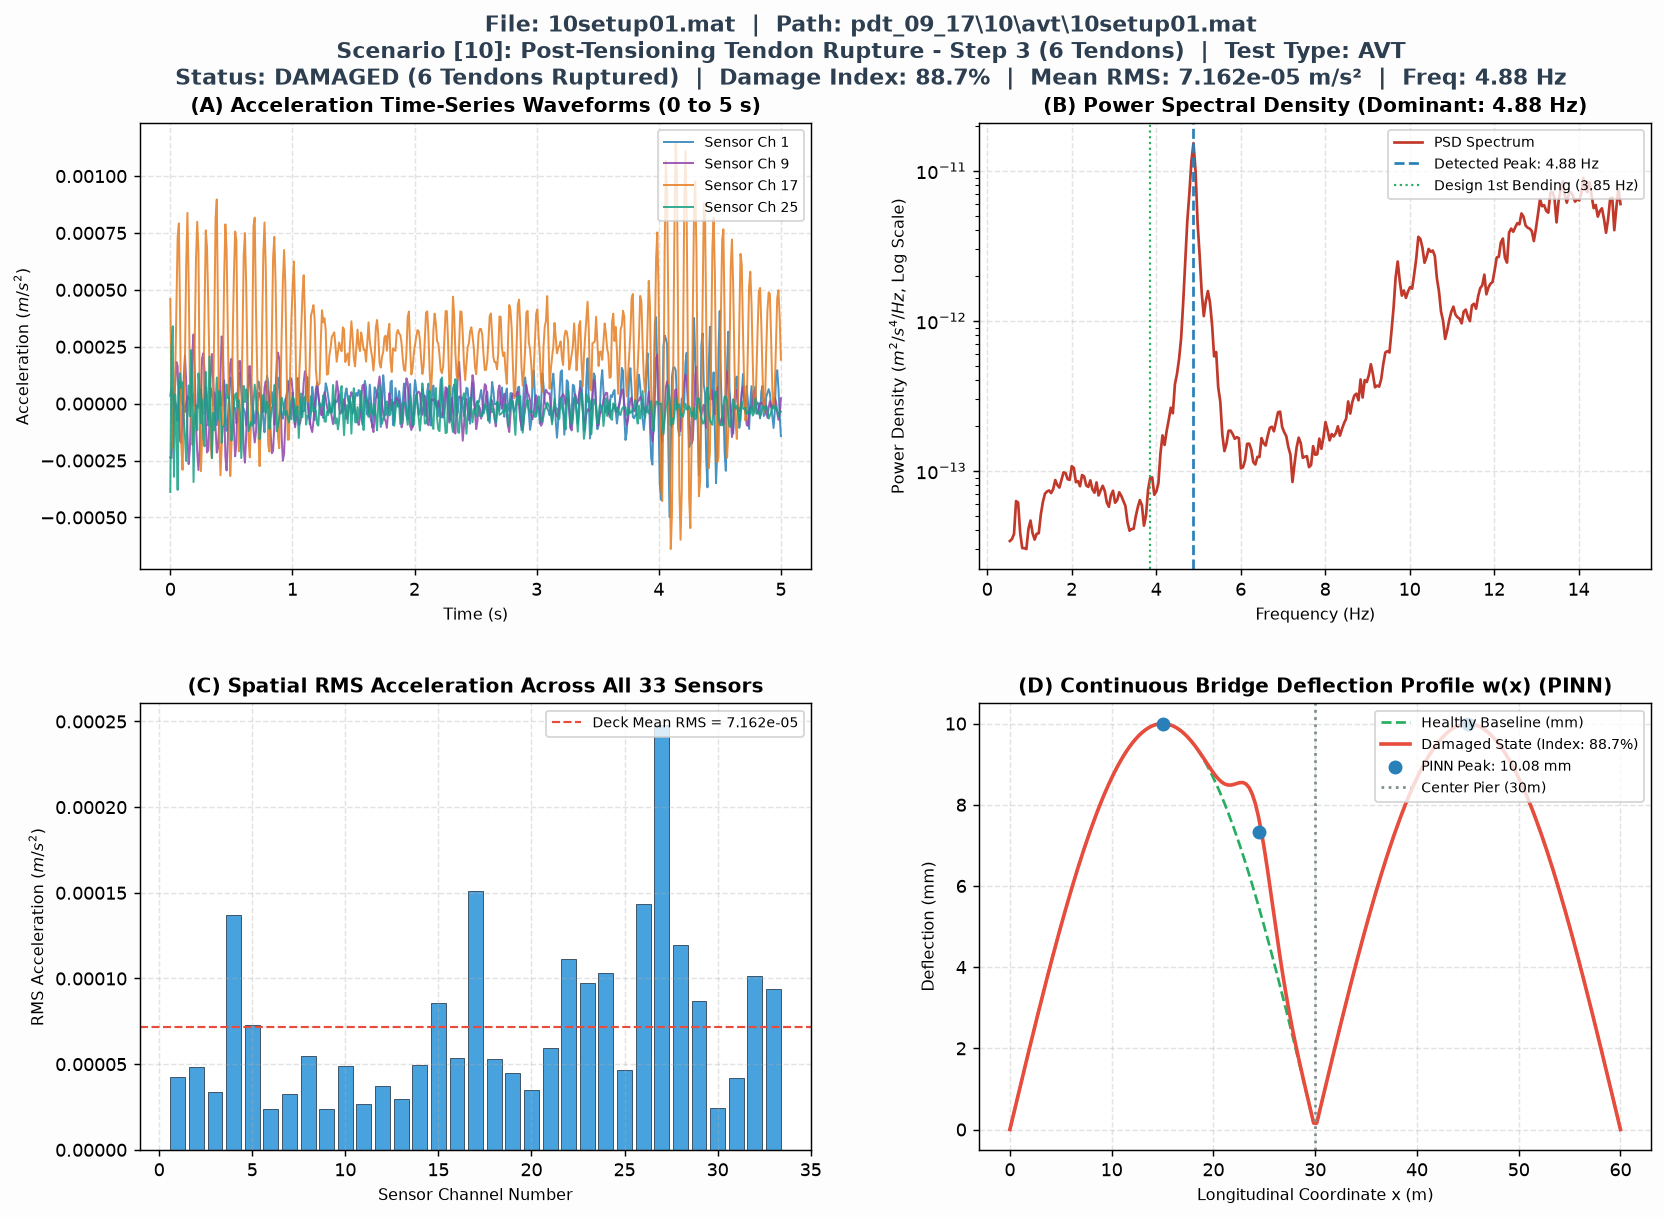 File: 10setup01.mat | Path: pdt_09_17\10\avt\10setup01.mat
Scenario [10]: Post-Tensioning Tendon Rupture - Step 3 (6 Tendons) | Test Type: AVT
Status: DAMAGED (6 Tendons Ruptured) | Damage Index: 88.7% | Mean RMS: 7.162e-05 m/s² | Freq: 4.88 Hz
(A) Acceleration Time-Series Waveforms (0 to 5 s)
Sensor Ch 1
Sensor Ch 9
Sensor Ch 17
Sensor Ch 25
0.00100
0.00075
0.00050
0.00025
0.00000
−0.00025
−0.00050
Acceleration (m/s²)
0 1 2 3 4 5
Time (s)
(B) Power Spectral Density (Dominant: 4.88 Hz)
PSD Spectrum
Detected Peak: 4.88 Hz
Design 1st Bending (3.85 Hz)
10⁻¹¹
10⁻¹²
10⁻¹³
Power Density (m²/s⁴/Hz, Log Scale)
0 2 4 6 8 10 12 14
Frequency (Hz)
(C) Spatial RMS Acceleration Across All 33 Sensors
Deck Mean RMS = 7.162e-05
0.00025
0.00020
0.00015
0.00010
0.00005
0.00000
RMS Acceleration (m/s²)
0 5 10 15 20 25 30 35
Sensor Channel Number
(D) Continuous Bridge Deflection Profile w(x) (PINN)
Healthy Baseline (mm)
Damaged State (Index: 88.7%)
PINN Peak: 10.08 mm
Center Pier (30m)
10
8
6
4
2
0
Deflection (mm)
0 10 20 30 40 50 60
Longitudinal Coordinate x (m)